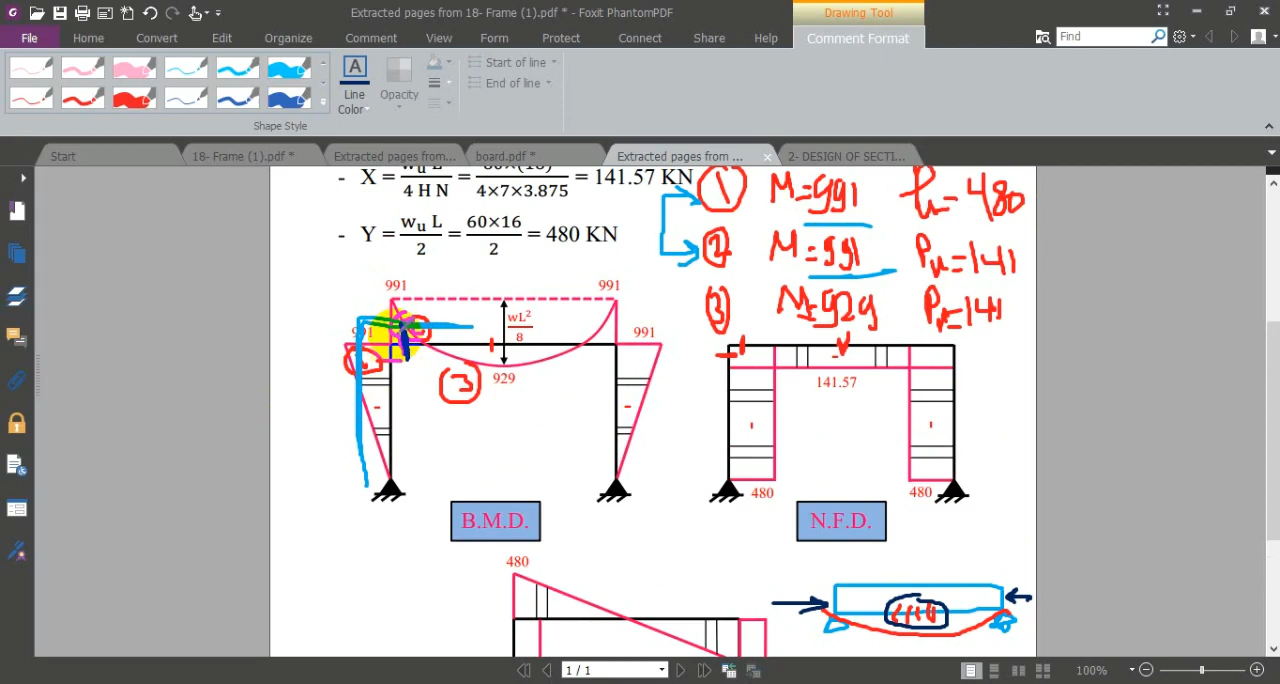 Extracted pages from 18- Frame (1).pdf * - Foxit PhantomPDF
Drawing Tool
File Home Convert Edit Organize Comment View Form Protect Connect Share Help Comment Format
Find
Line Color
Opacity
Start of line
End of line
Shape Style
Start
18- Frame (1).pdf *
Extracted pages from...
board.pdf *
Extracted pages from ...
2- DESIGN OF SECTI...
- X = wᵤ L / 4 H N = / 4×7×3.875 = 141.57 KN
- Y = wᵤ L / 2 = 60×16 / 2 = 480 KN
1 M=991 Pu=480
2 M=991 Pu=141
3 M=929 Pu=141
991 991
wL² / 8
991 991
3
929
B.M.D.
-
141.57
480 480
N.F.D.
480
1 / 1
100%